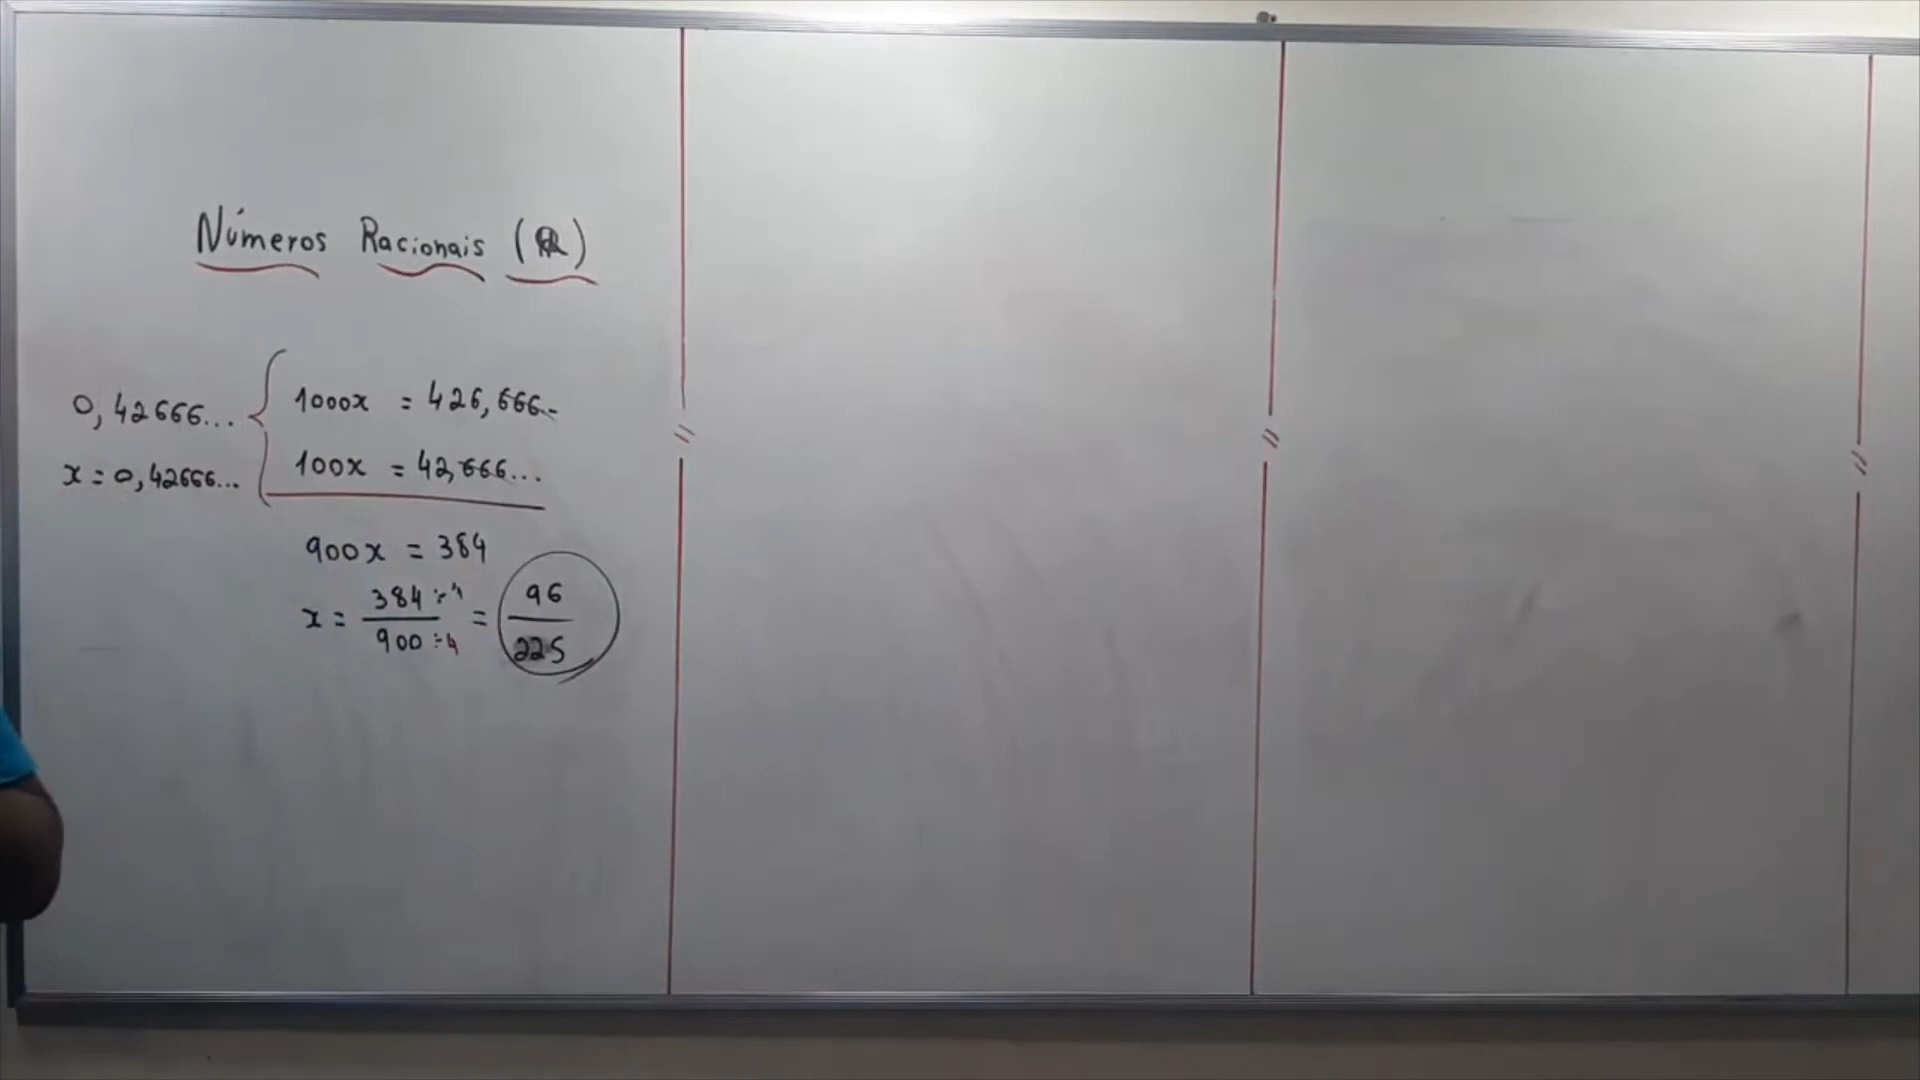 Números Racionais (Q)
0,42666...
x = 0,42666...
1000x = 426,666...
100x = 42,666...
900x = 384
x = 384 ÷4 / 900 ÷4 = 96 / 225